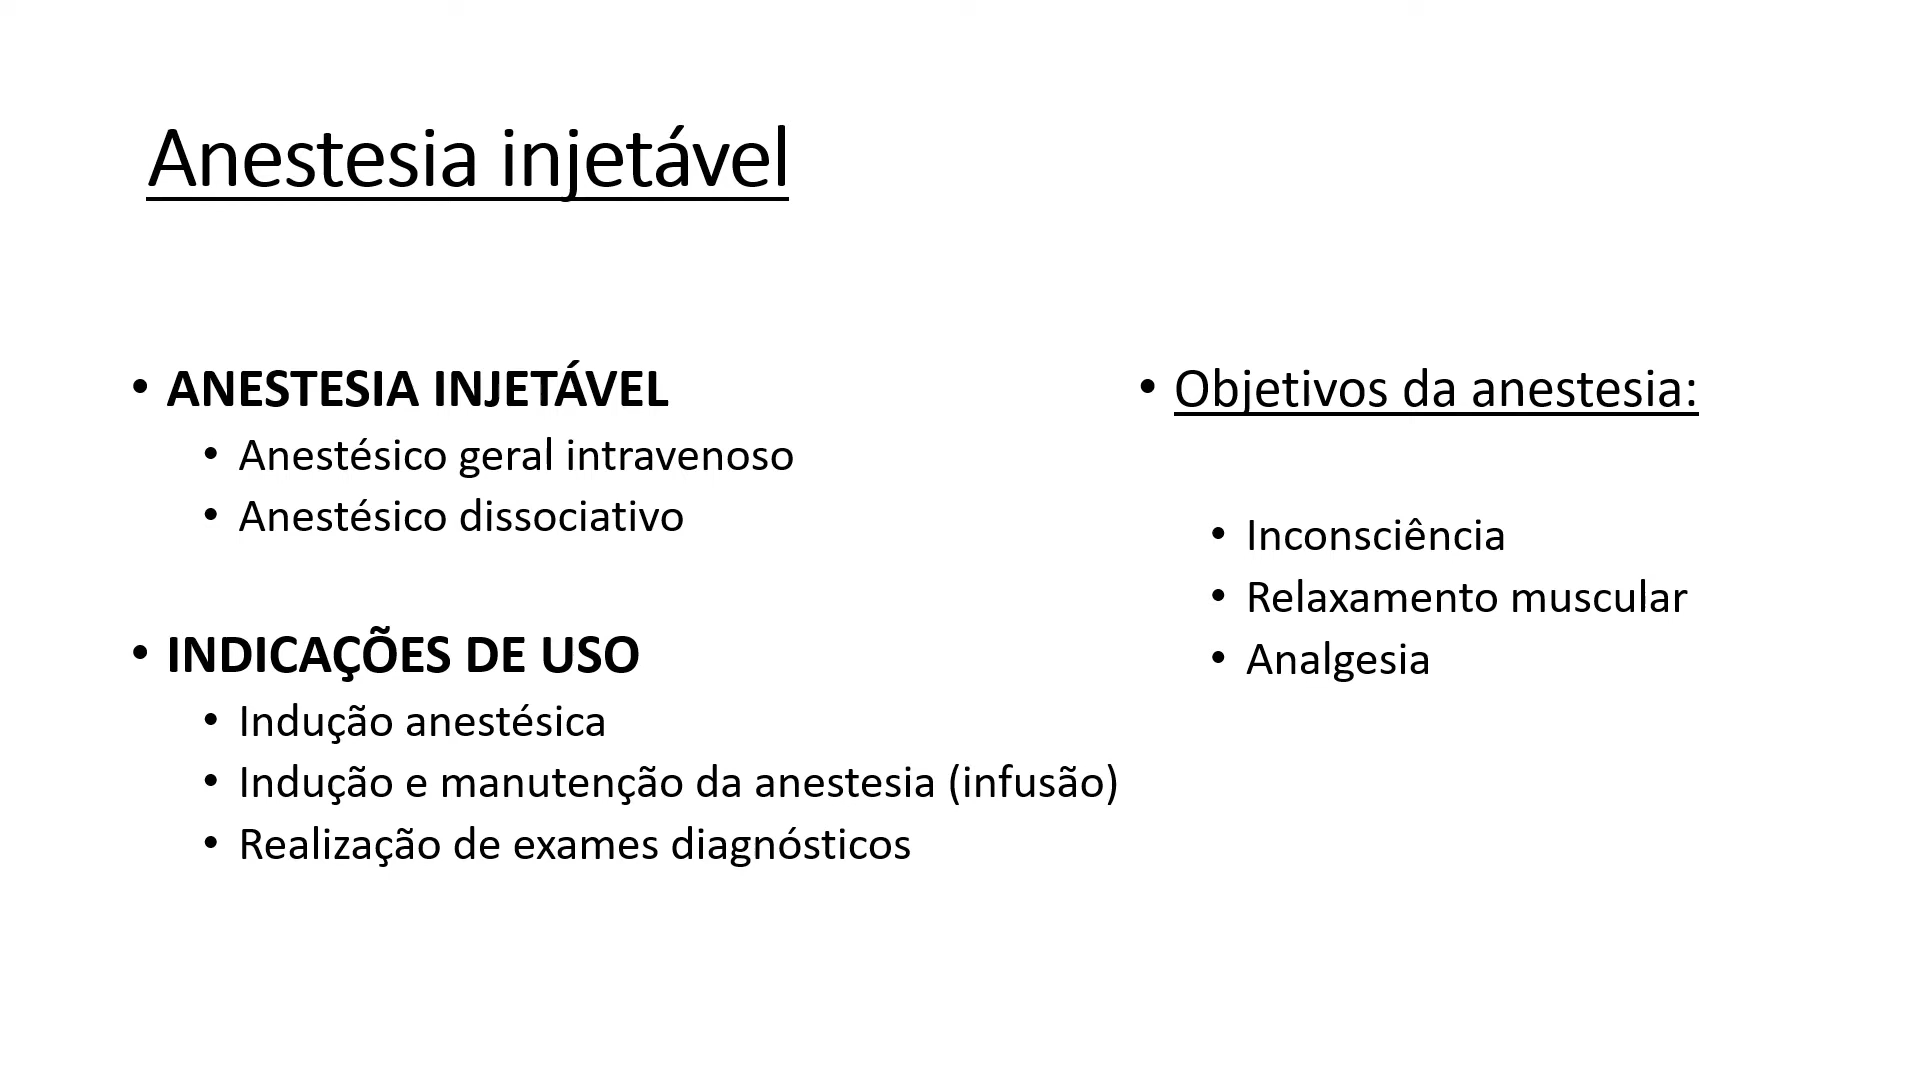 Anestesia injetável
• ANESTESIA INJETÁVEL
• Anestésico geral intravenoso
• Anestésico dissociativo
• INDICAÇÕES DE USO
• Indução anestésica
• Indução e manutenção da anestesia (infusão)
• Realização de exames diagnósticos
• Objetivos da anestesia:
• Inconsciência
• Relaxamento muscular
• Analgesia